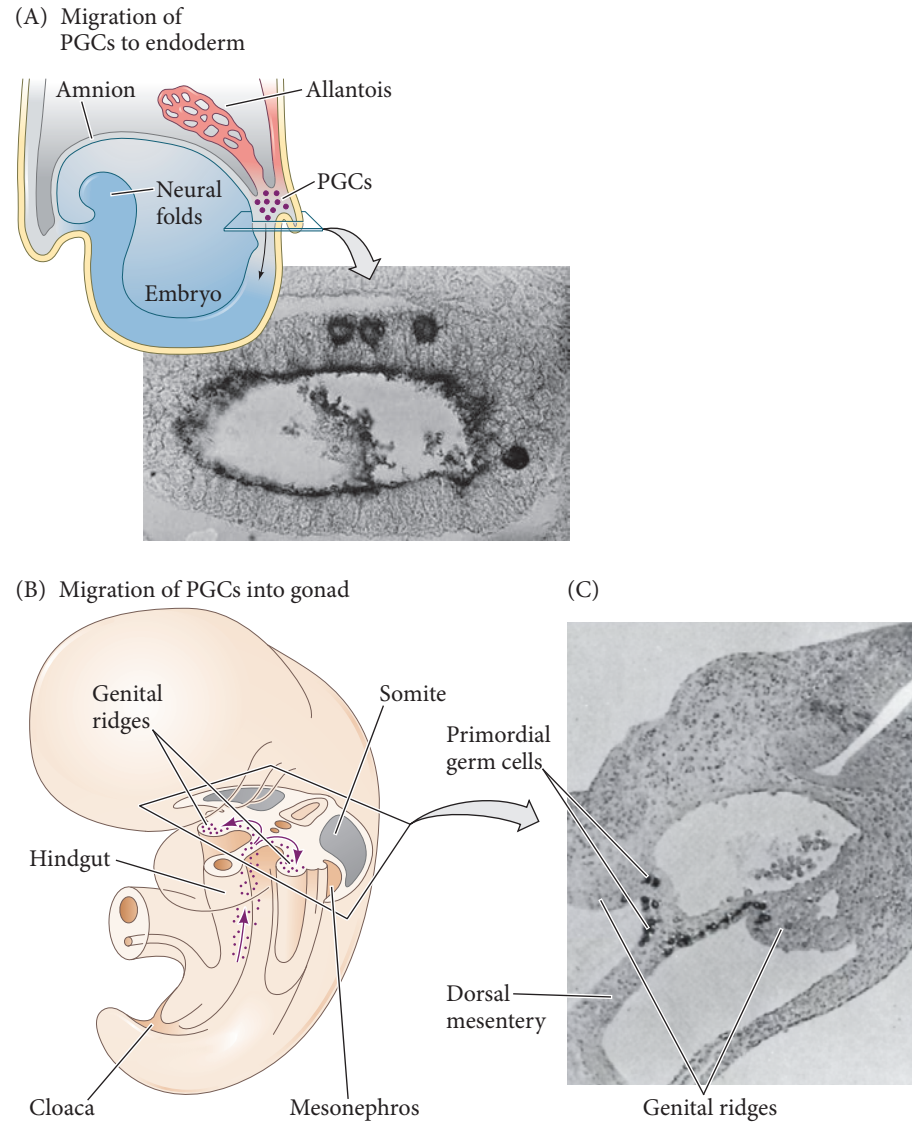 (A) Migration of
PGCs to endoderm
Amnion
Allantois
PGCs
Neural
folds
Embryo
(B) Migration of PGCs into gonad
(C)
Genital
ridges
Somite
Primordial
germ cells
Hindgut
Dorsal
mesentery
Cloaca
Mesonephros
Genital ridges